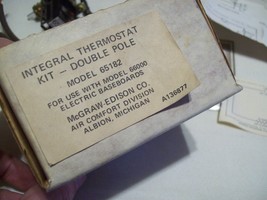 INTEGRAL THERMOSTAT
KIT — DOUBLE POLE
MODEL 65182
FOR USE WITH MODEL 66000
ELECTRIC BASEBOARDS
McGRAW-EDISON CO.
AIR COMFORT DIVISION
ALBION, MICHIGAN
A136877